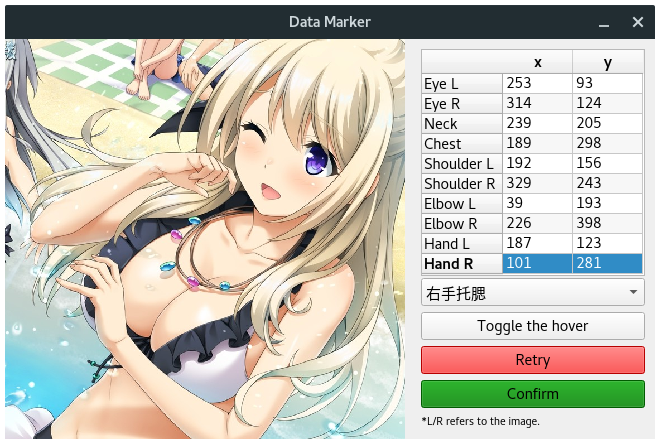 Data Marker
x y
Eye L 253 93
Eye R 314 124
Neck 239 205
Chest 189 298
Shoulder L 192 156
Shoulder R 329 243
Elbow L 39 193
Elbow R 226 398
Hand L 187 123
Hand R 101 281
右手托腮
Toggle the hover
Retry
Confirm
*L/R refers to the image.